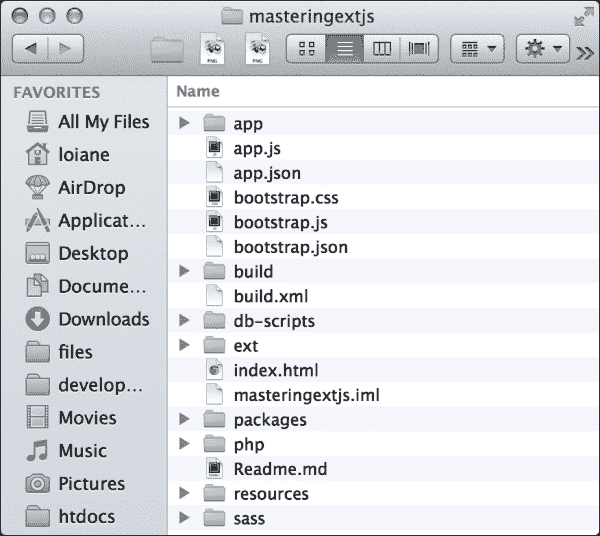 masteringextjs
PNG PNG
FAVORITES
All My Files
loiane
AirDrop
Applicat...
Desktop
Docume...
Downloads
files
develop...
Movies
Music
Pictures
htdocs
Name
app
app.js
app.json
bootstrap.css
bootstrap.js
bootstrap.json
build
build.xml
db-scripts
ext
index.html
masteringextjs.iml
packages
php
Readme.md
resources
sass